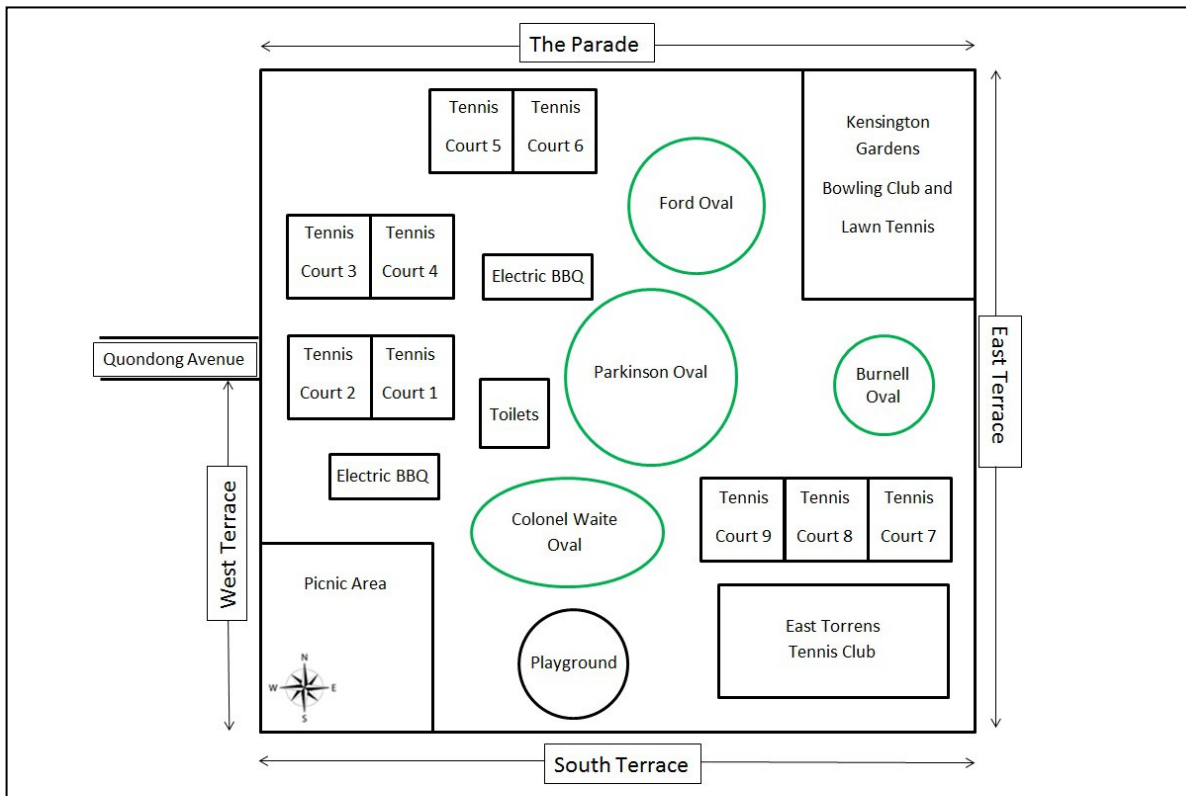 The Parade
Tennis
Court 5
Tennis
Court 6
Kensington
Gardens
Bowling Club and
Lawn Tennis
Ford Oval
Tennis
Court 3
Tennis
Court 4
Electric BBQ
Quondong Avenue
Tennis
Court 2
Tennis
Court 1
Toilets
Parkinson Oval
Burnell
Oval
East Terrace
Electric BBQ
Colonel Waite
Oval
Tennis
Court 9
Tennis
Court 8
Tennis
Court 7
West Terrace
Picnic Area
N
W
E
S
Playground
East Torrens
Tennis Club
South Terrace